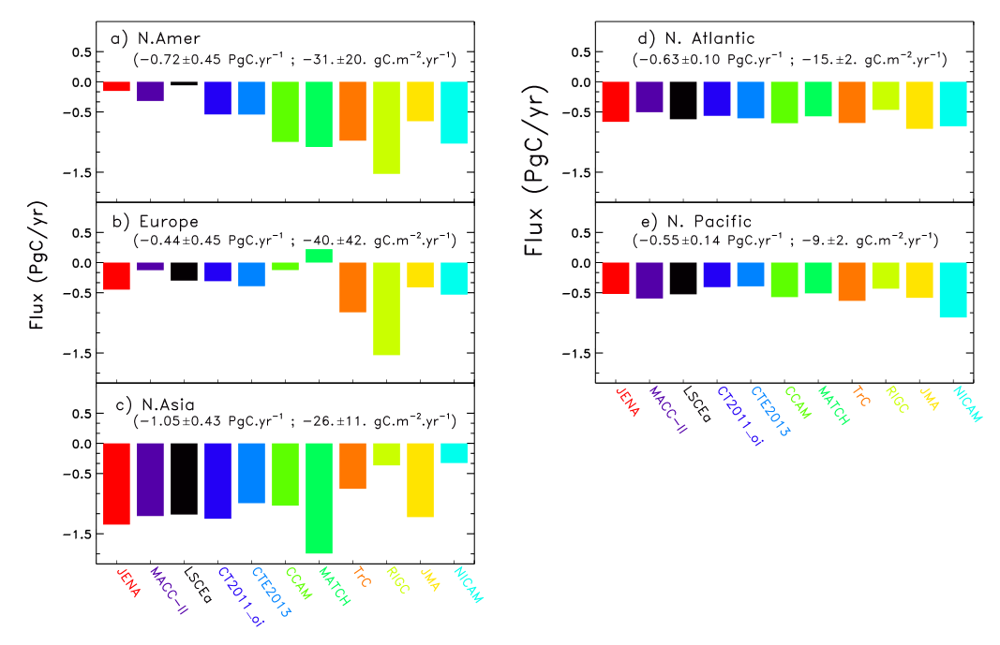 a) N.Amer
(−0.72±0.45 PgC.yr⁻¹ ; −31.±20. gC.m⁻².yr⁻¹)
0.5
0.0
−0.5
−1.5
b) Europe
(−0.44±0.45 PgC.yr⁻¹ ; −40.±42. gC.m⁻².yr⁻¹)
0.5
0.0
−0.5
−1.5
Flux (PgC/yr)
c) N.Asia
(−1.05±0.43 PgC.yr⁻¹ ; −26.±11. gC.m⁻².yr⁻¹)
0.5
0.0
−0.5
−1.5
JENA
MACC−II
LSCEa
CT2011_oi
CTE2013
CCAM
MATCH
TrC
RIGC
JMA
NICAM
d) N. Atlantic
(−0.63±0.10 PgC.yr⁻¹ ; −15.±2. gC.m⁻².yr⁻¹)
0.5
0.0
−0.5
−1.5
Flux (PgC/yr)
e) N. Pacific
(−0.55±0.14 PgC.yr⁻¹ ; −9.±2. gC.m⁻².yr⁻¹)
0.5
0.0
−0.5
−1.5
JENA
MACC−II
LSCEa
CT2011_oi
CTE2013
CCAM
MATCH
TrC
RIGC
JMA
NICAM